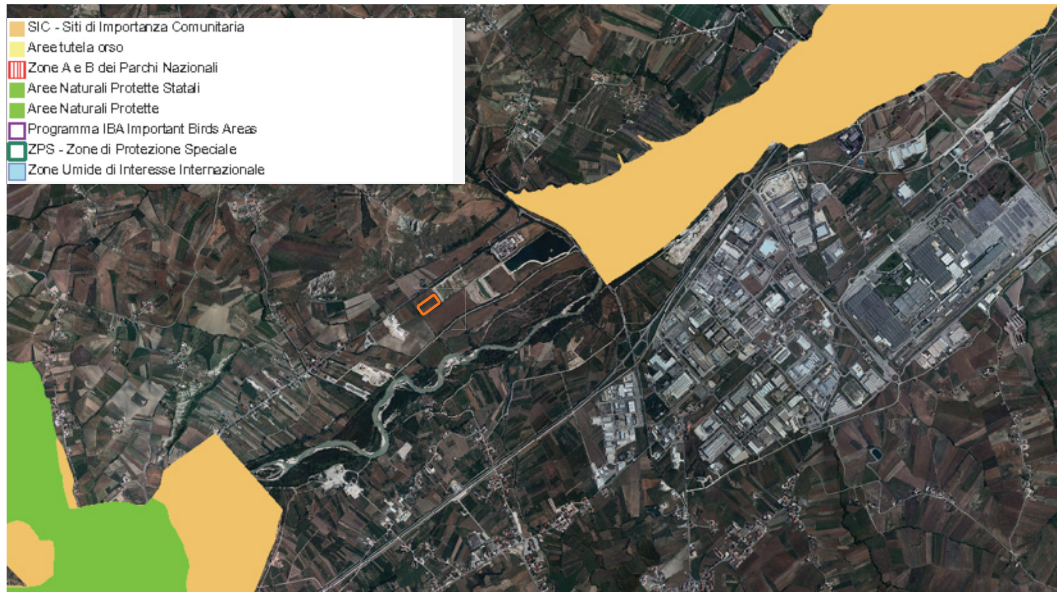 SIC - Siti di Importanza Comunitaria
Aree tutela orso
Zone A e B dei Parchi Nazionali
Aree Naturali Protette Statali
Aree Naturali Protette
Programma IBA Important Birds Areas
ZPS - Zone di Protezione Speciale
Zone Umide di Interesse Internazionale